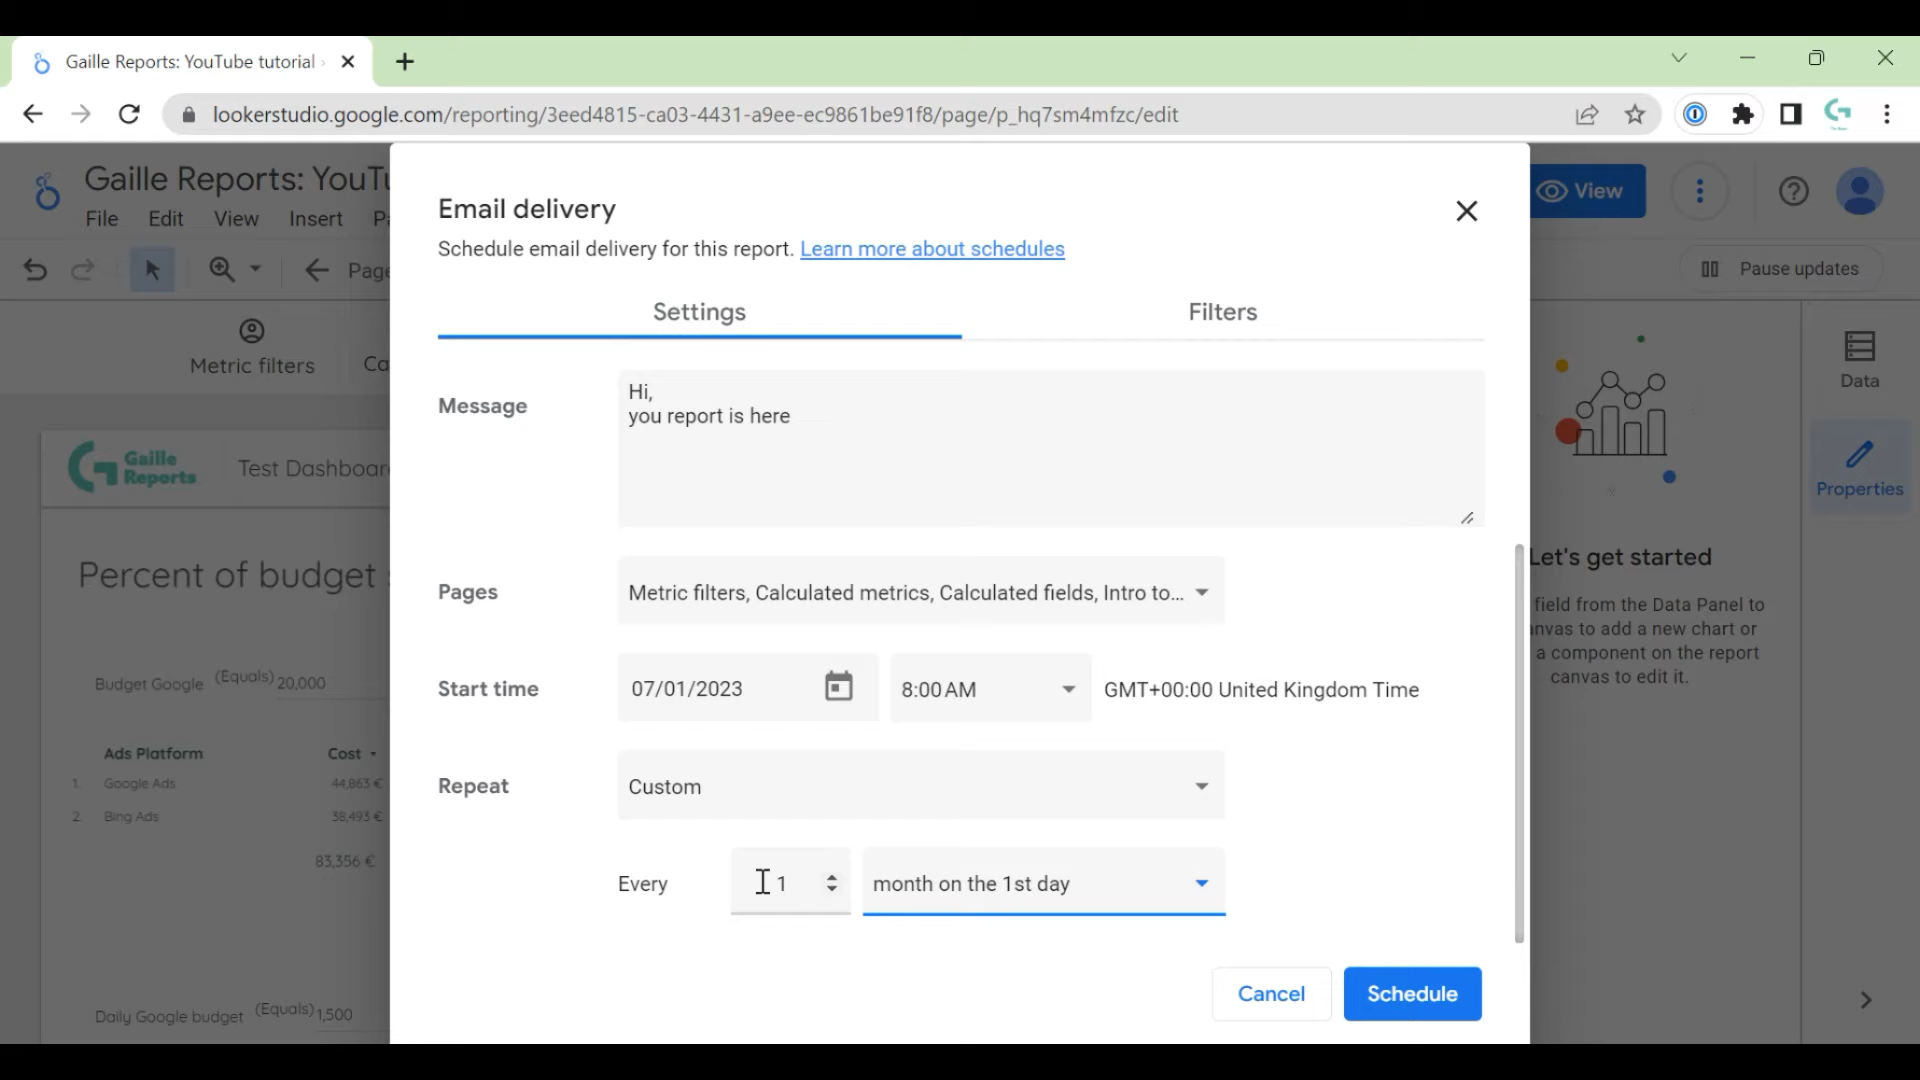 Gaille Reports: YouTube tutorial
lookerstudio.google.com/reporting/3eed4815-ca03-4431-a9ee-ec9861be91f8/page/p_hq7sm4mfzc/edit
Gaille Reports: YouTu
View
File Edit View Insert Pa
Page
Pause updates
Metric filters
Ca
Gaille
Reports
Test Dashboar
Percent of budget s
Budget Google (Equals) 20,000
Ads Platform Cost
1. Google Ads 44,863 €
2. Bing Ads 38,493 €
83,356 €
Daily Google budget (Equals) 1,500
Email delivery
Schedule email delivery for this report. Learn more about schedules
Settings Filters
Message
Hi,
you report is here
Pages
Metric filters, Calculated metrics, Calculated fields, Intro to...
Start time
07/01/2023
8:00 AM
GMT+00:00 United Kingdom Time
Repeat
Custom
Every
1
month on the 1st day
Cancel
Schedule
Let's get started
field from the Data Panel to
anvas to add a new chart or
a component on the report
canvas to edit it.
Data
Properties